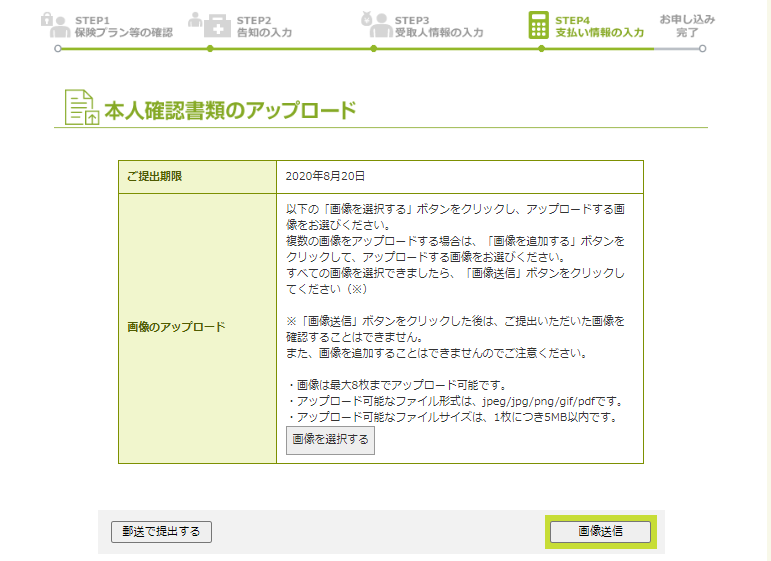 STEP1
保険プラン等の確認
STEP2
告知の入力
STEP3
受取人情報の入力
STEP4
支払い情報の入力
お申し込み
完了
本人確認書類のアップロード
ご提出期限
2020年8月20日
画像のアップロード
以下の「画像を選択する」ボタンをクリックし、アップロードする画
像をお選びください。
複数の画像をアップロードする場合は、「画像を追加する」ボタンを
クリックして、アップロードする画像をお選びください。
すべての画像を選択できましたら、「画像送信」ボタンをクリックし
てください（※）
※「画像送信」ボタンをクリックした後は、ご提出いただいた画像を
確認することはできません。
また、画像を追加することはできませんのでご注意ください。
・画像は最大8枚までアップロード可能です。
・アップロード可能なファイル形式は、jpeg/jpg/png/gif/pdfです。
・アップロード可能なファイルサイズは、1枚につき5MB以内です。
画像を選択する
郵送で提出する
画像送信